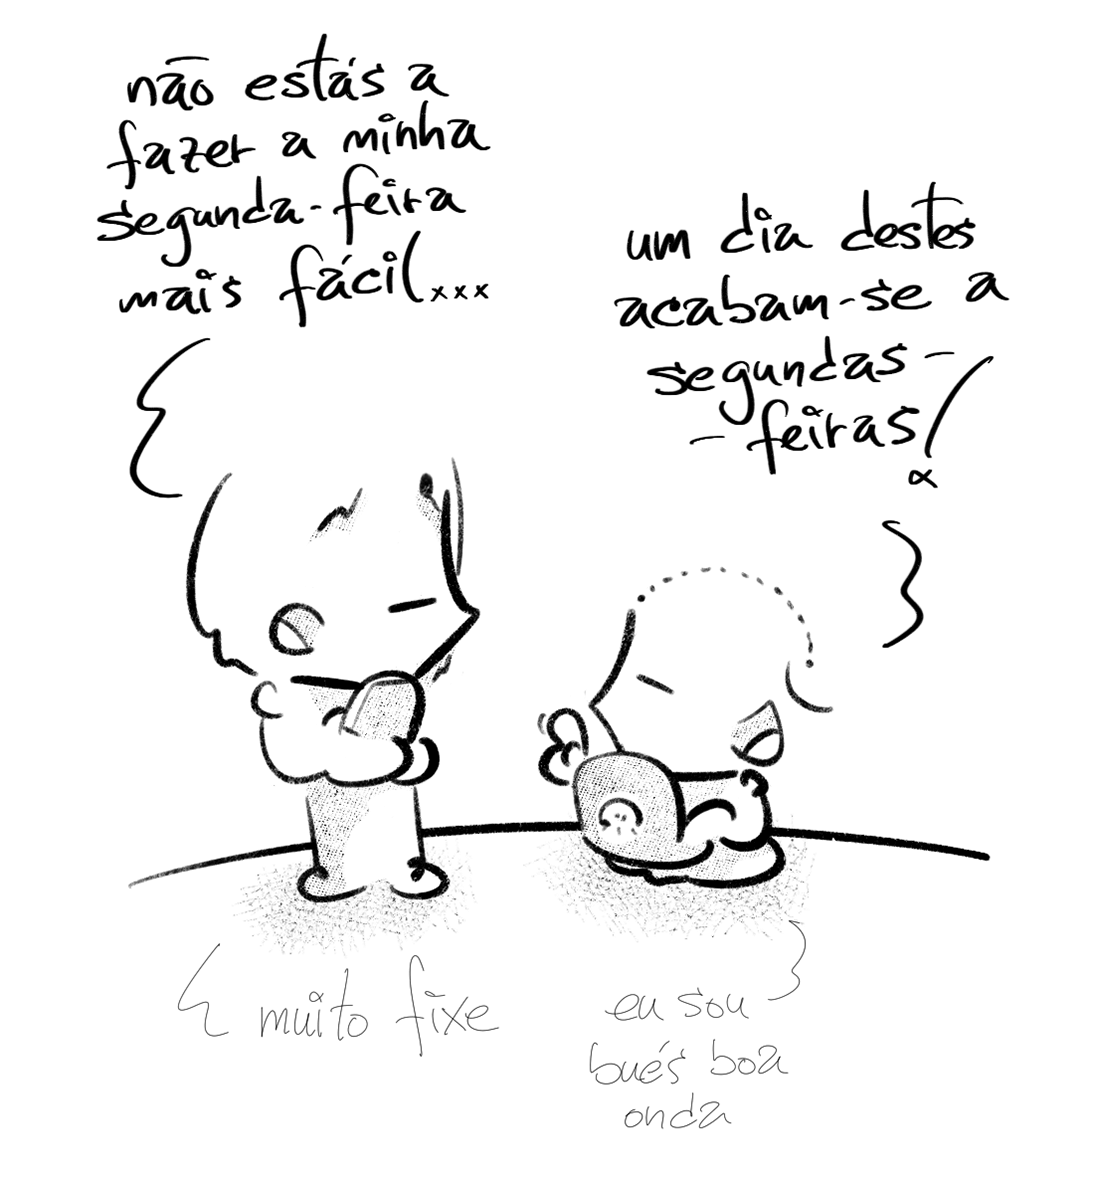 não estás a
fazer a minha
segunda-feira
mais fácil...
um dia destes
acabam-se a
segundas-
-feiras!
muito fixe
eu sou
bués boa
onda